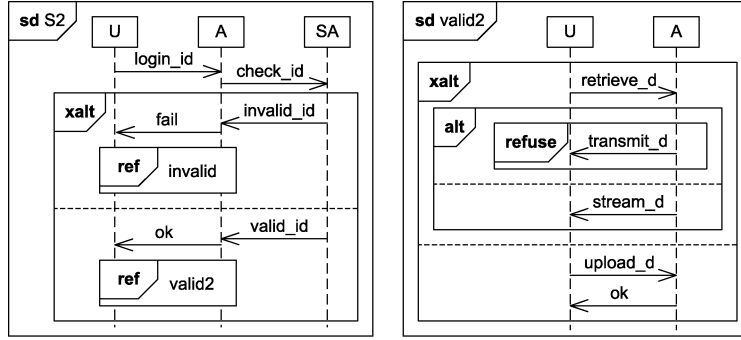 sd S2
U A SA
login_id
check_id
xalt
invalid_id
fail
ref invalid
valid_id
ok
ref valid2
sd valid2
U A
xalt
retrieve_d
alt
refuse transmit_d
stream_d
upload_d
ok